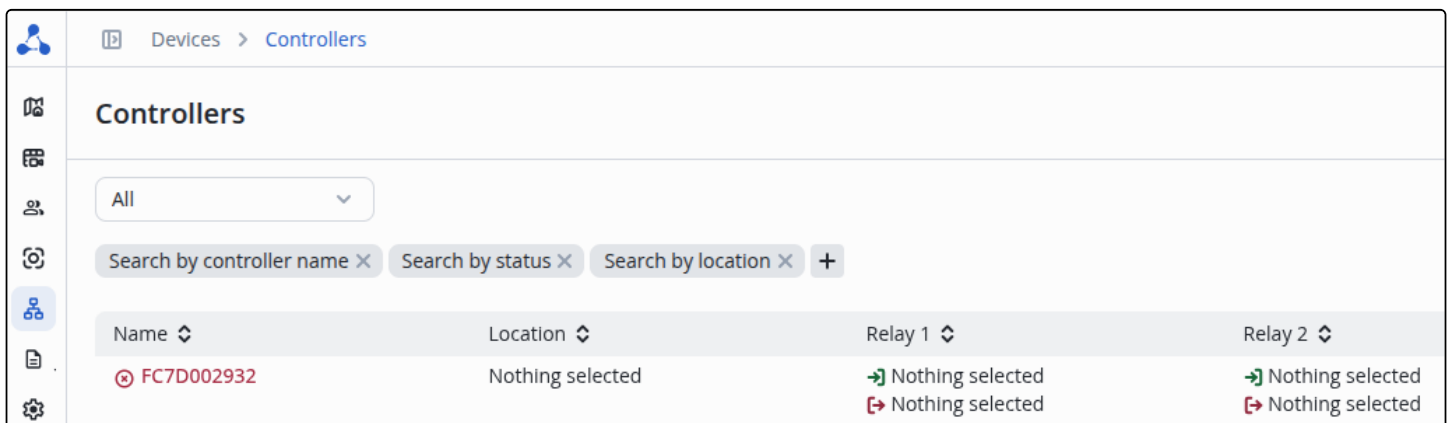 Devices > Controllers
Controllers
All
Search by controller name × Search by status × Search by location × +
Name Location Relay 1 Relay 2
FC7D002932 Nothing selected Nothing selected Nothing selected
Nothing selected Nothing selected